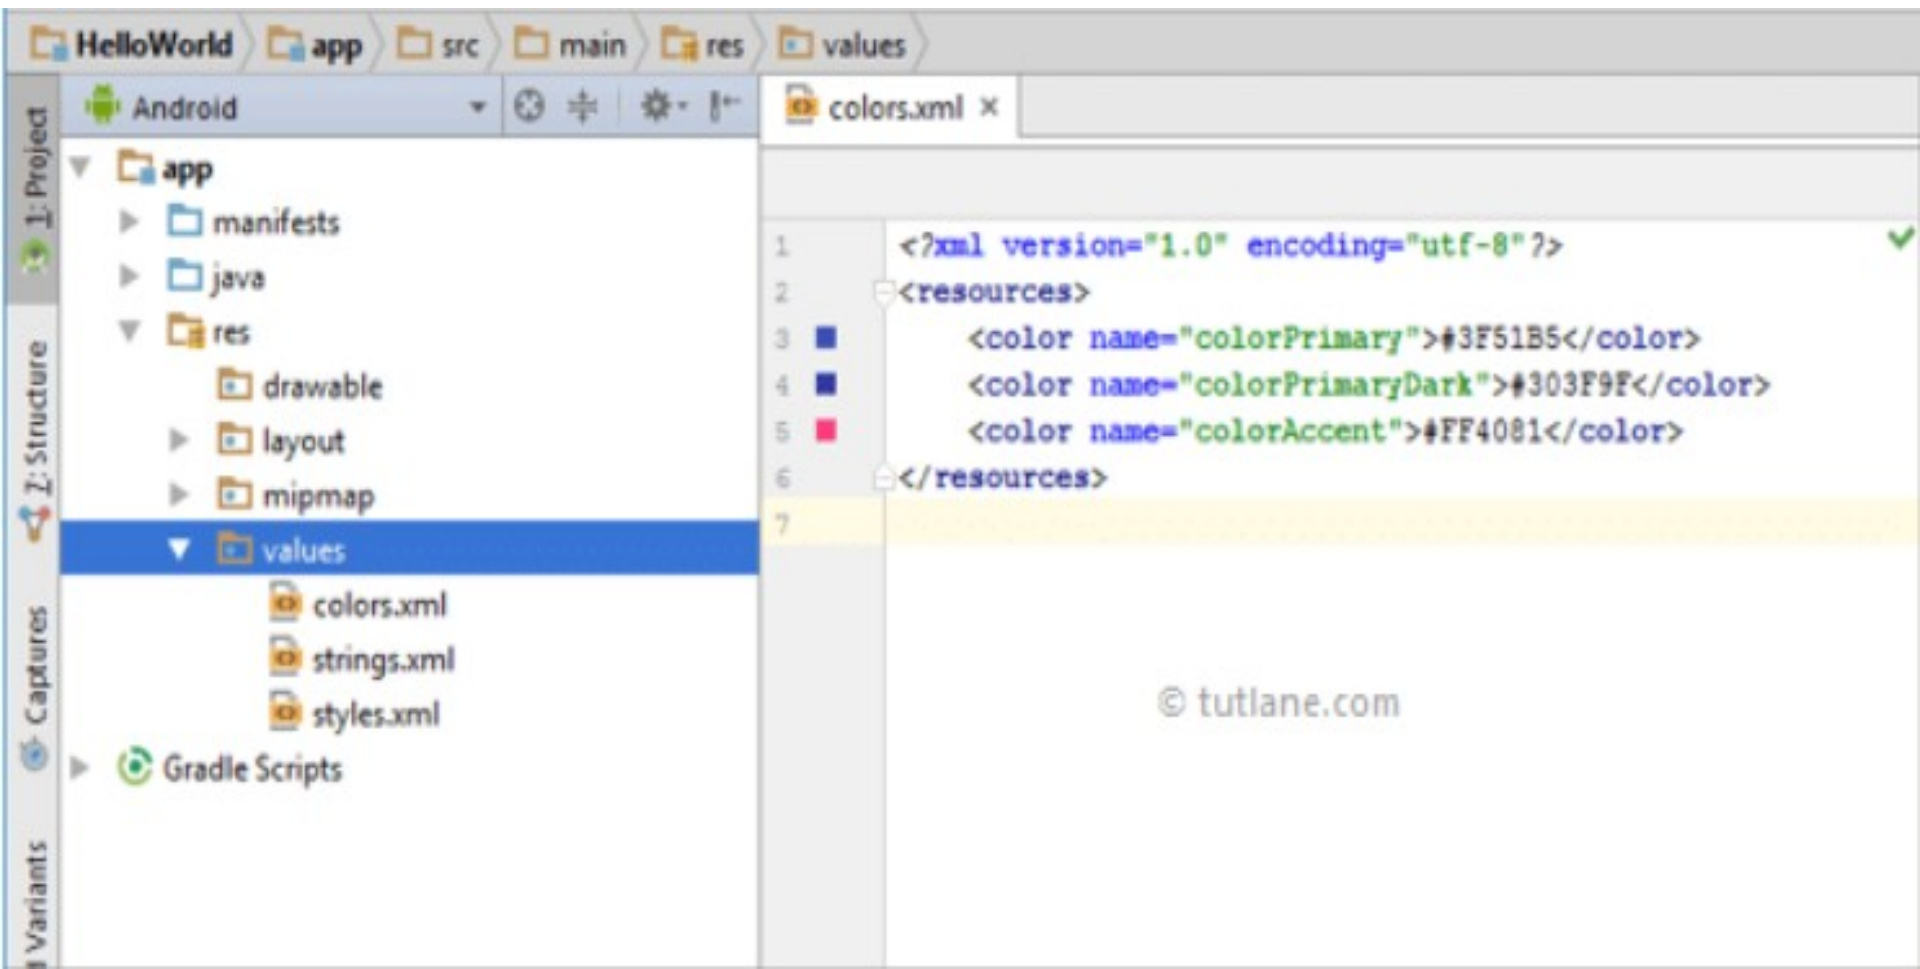 HelloWorld app src main res values
1: Project
Z: Structure
Captures
Variants
Android
app
manifests
java
res
drawable
layout
mipmap
values
colors.xml
strings.xml
styles.xml
Gradle Scripts
colors.xml
1 <?xml version="1.0" encoding="utf-8"?>
2 <resources>
3 <color name="colorPrimary">#3F51B5</color>
4 <color name="colorPrimaryDark">#303F9F</color>
5 <color name="colorAccent">#FF4081</color>
6 </resources>
7
© tutlane.com